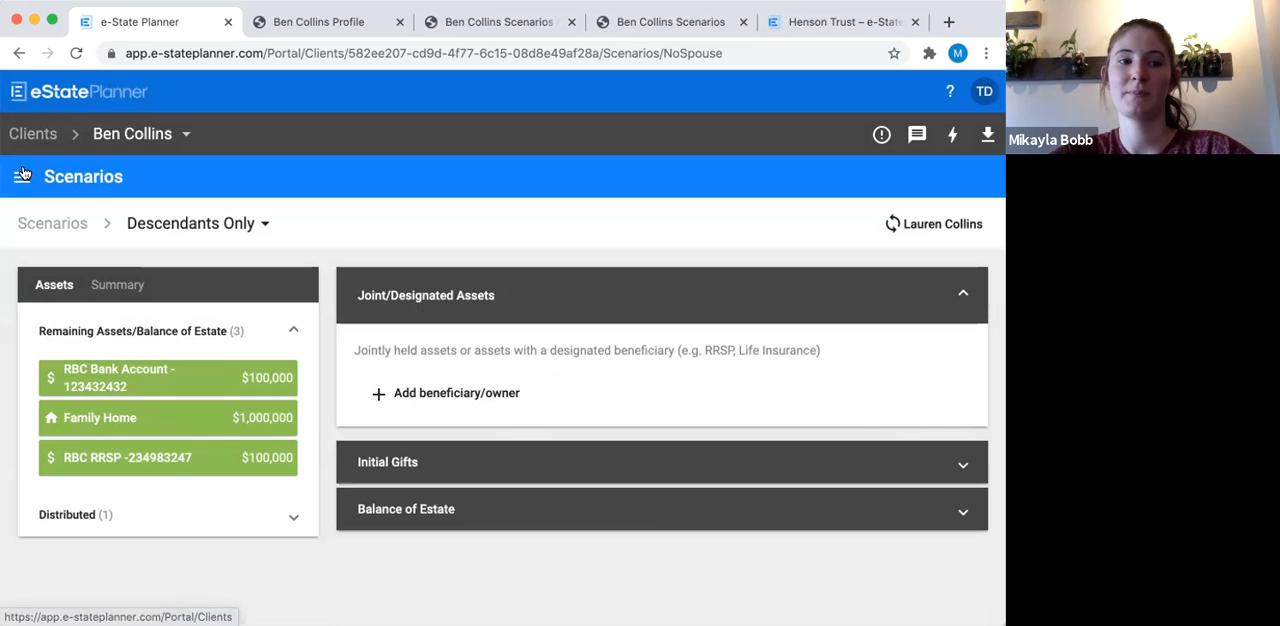 e-State Planner
Ben Collins Profile
Ben Collins Scenarios
Ben Collins Scenarios
Henson Trust – e-State
app.e-stateplanner.com/Portal/Clients/582ee207-cd9d-4f77-6c15-08d8e49af28a/Scenarios/NoSpouse
M
eStatePlanner
?
TD
Clients
Ben Collins
Mikayla Bobb
Scenarios
Scenarios
Descendants Only
Lauren Collins
Assets Summary
Joint/Designated Assets
Remaining Assets/Balance of Estate (3)
Jointly held assets or assets with a designated beneficiary (e.g. RRSP, Life Insurance)
RBC Bank Account -
123432432
$100,000
Add beneficiary/owner
Family Home $1,000,000
RBC RRSP -234983247 $100,000
Initial Gifts
Balance of Estate
Distributed (1)
https://app.e-stateplanner.com/Portal/Clients